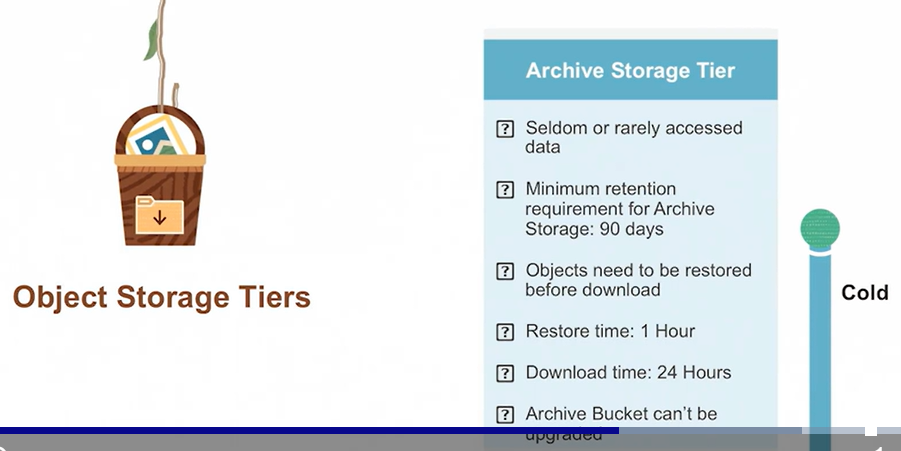 Archive Storage Tier
⍰ Seldom or rarely accessed
data
⍰ Minimum retention
requirement for Archive
Storage: 90 days
⍰ Objects need to be restored
before download
⍰ Restore time: 1 Hour
⍰ Download time: 24 Hours
⍰ Archive Bucket can't be
upgraded
Object Storage Tiers
Cold